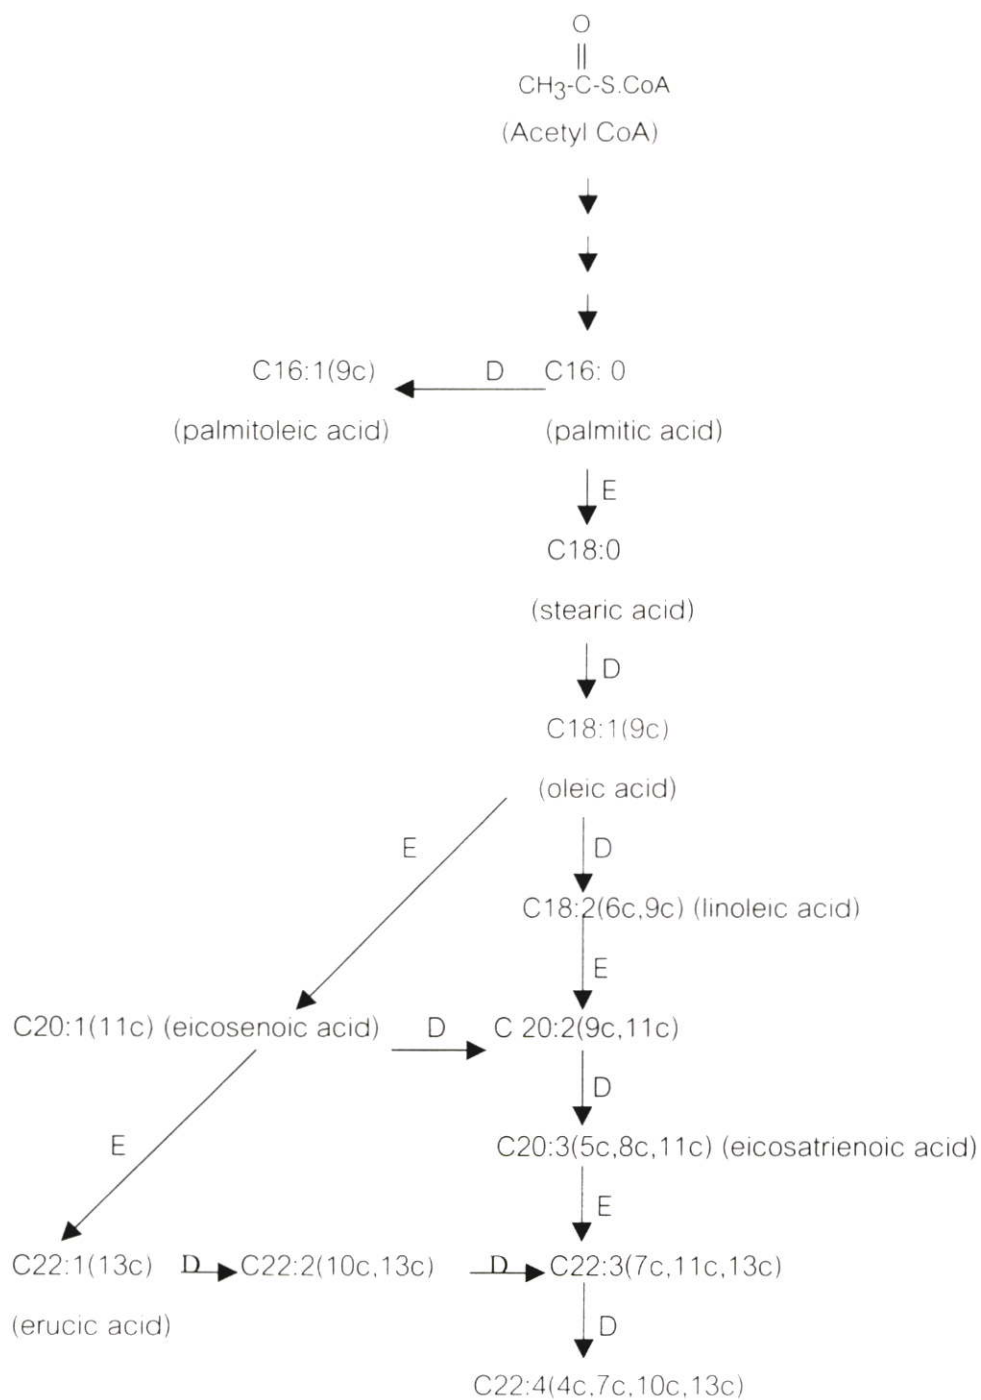 O
||
CH3-C-S.CoA
(Acetyl CoA)
C16:1(9c) D C16: 0
(palmitoleic acid) (palmitic acid)
E
C18:0
(stearic acid)
D
C18:1(9c)
(oleic acid)
E D
C18:2(6c,9c) (linoleic acid)
E
C20:1(11c) (eicosenoic acid) D C 20:2(9c,11c)
D
E C20:3(5c,8c,11c) (eicosatrienoic acid)
E
C22:1(13c) D C22:2(10c,13c) D C22:3(7c,11c,13c)
(erucic acid) D
C22:4(4c,7c,10c,13c)